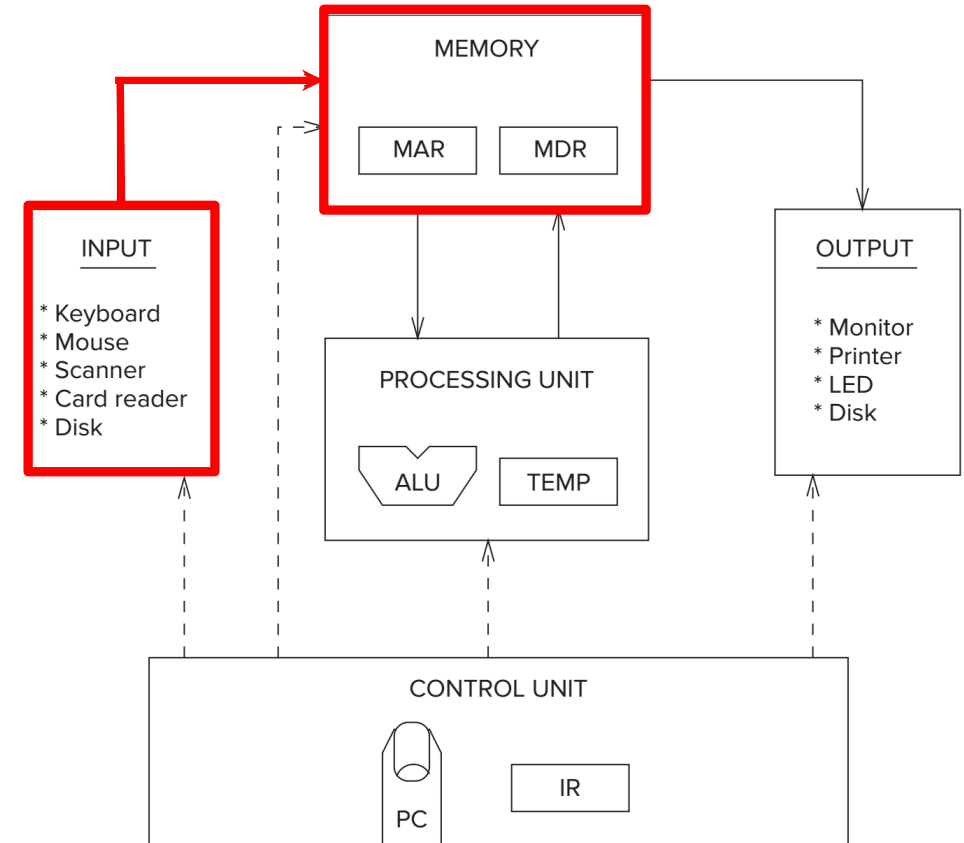 MEMORY
MAR
MDR
INPUT
* Keyboard
* Mouse
* Scanner
* Card reader
* Disk
OUTPUT
* Monitor
* Printer
* LED
* Disk
PROCESSING UNIT
ALU
TEMP
CONTROL UNIT
IR
PC